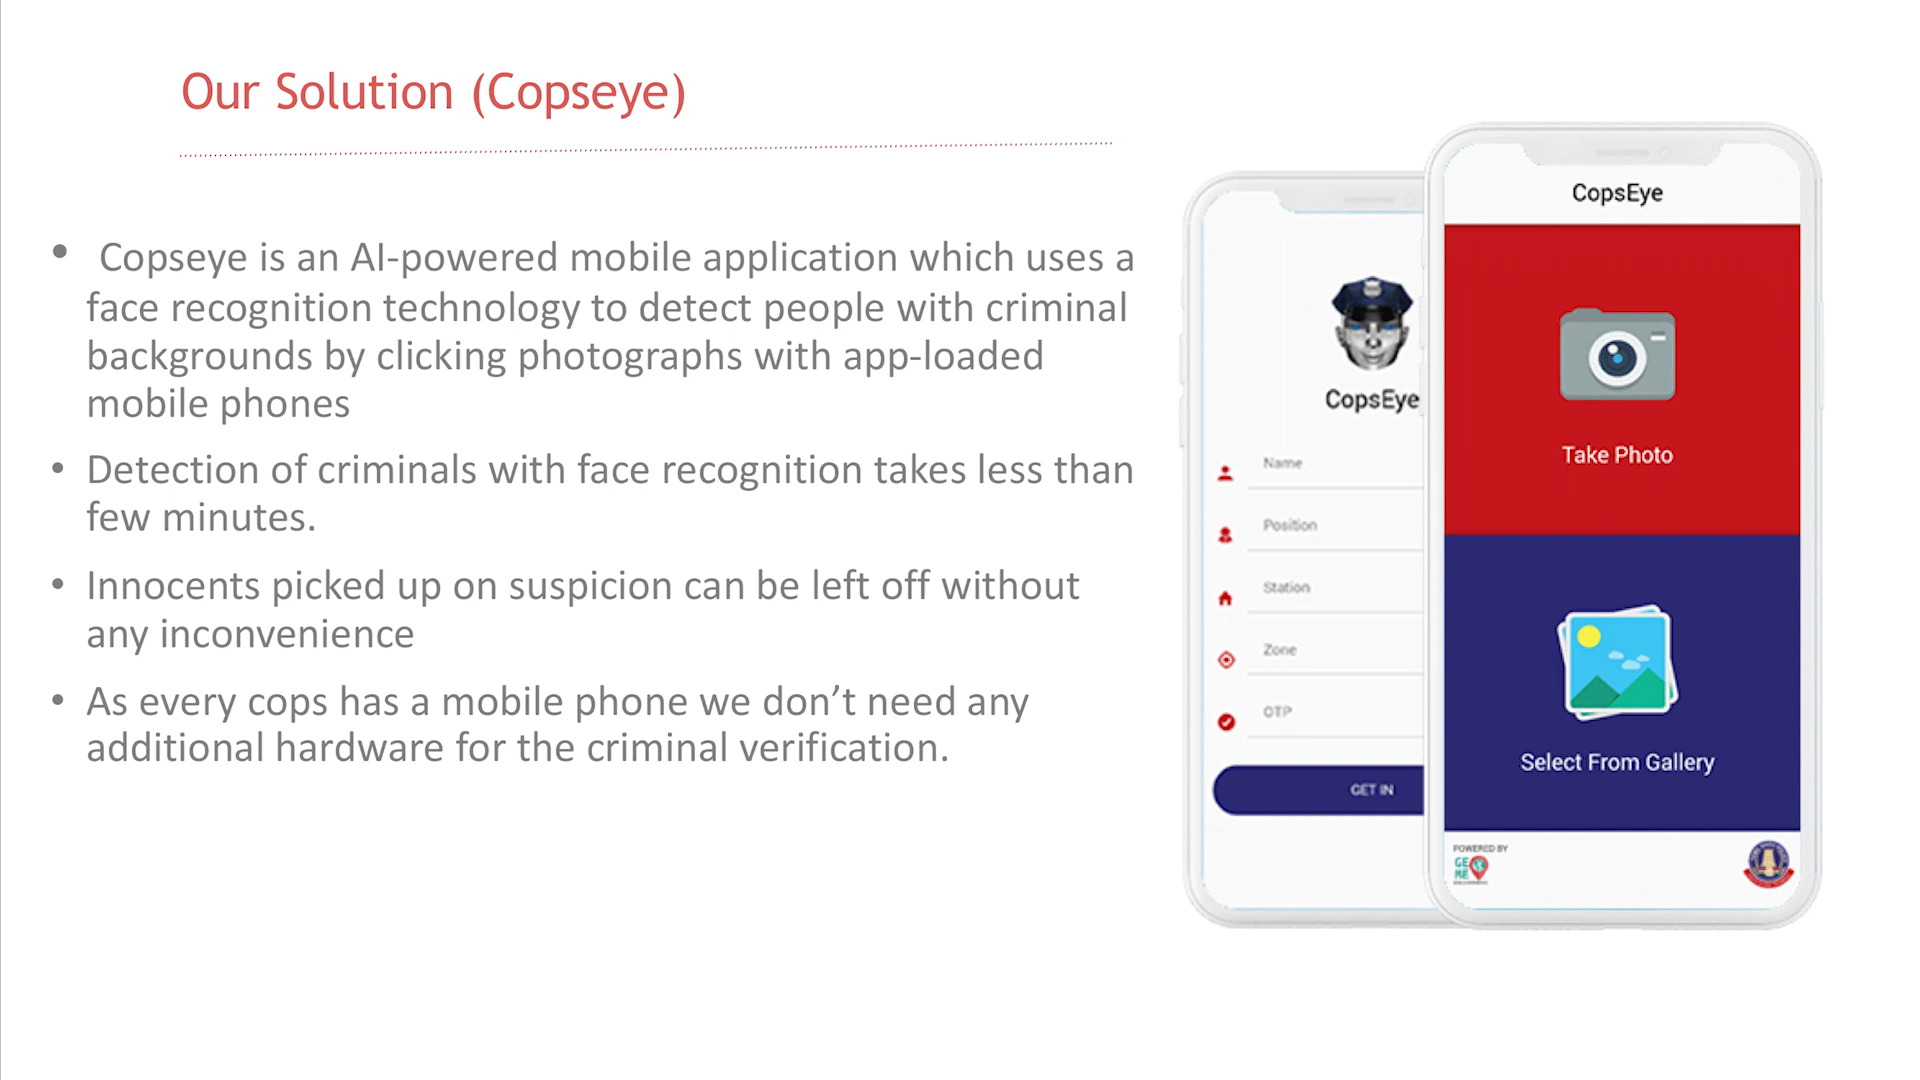 Our Solution (Copseye)
• Copseye is an AI-powered mobile application which uses a
face recognition technology to detect people with criminal
backgrounds by clicking photographs with app-loaded
mobile phones
• Detection of criminals with face recognition takes less than
few minutes.
• Innocents picked up on suspicion can be left off without
any inconvenience
• As every cops has a mobile phone we don’t need any
additional hardware for the criminal verification.
CopsEye
Name
Position
Station
Zone
OTP
GET IN
CopsEye
Take Photo
Select From Gallery
POWERED BY
GE
ME